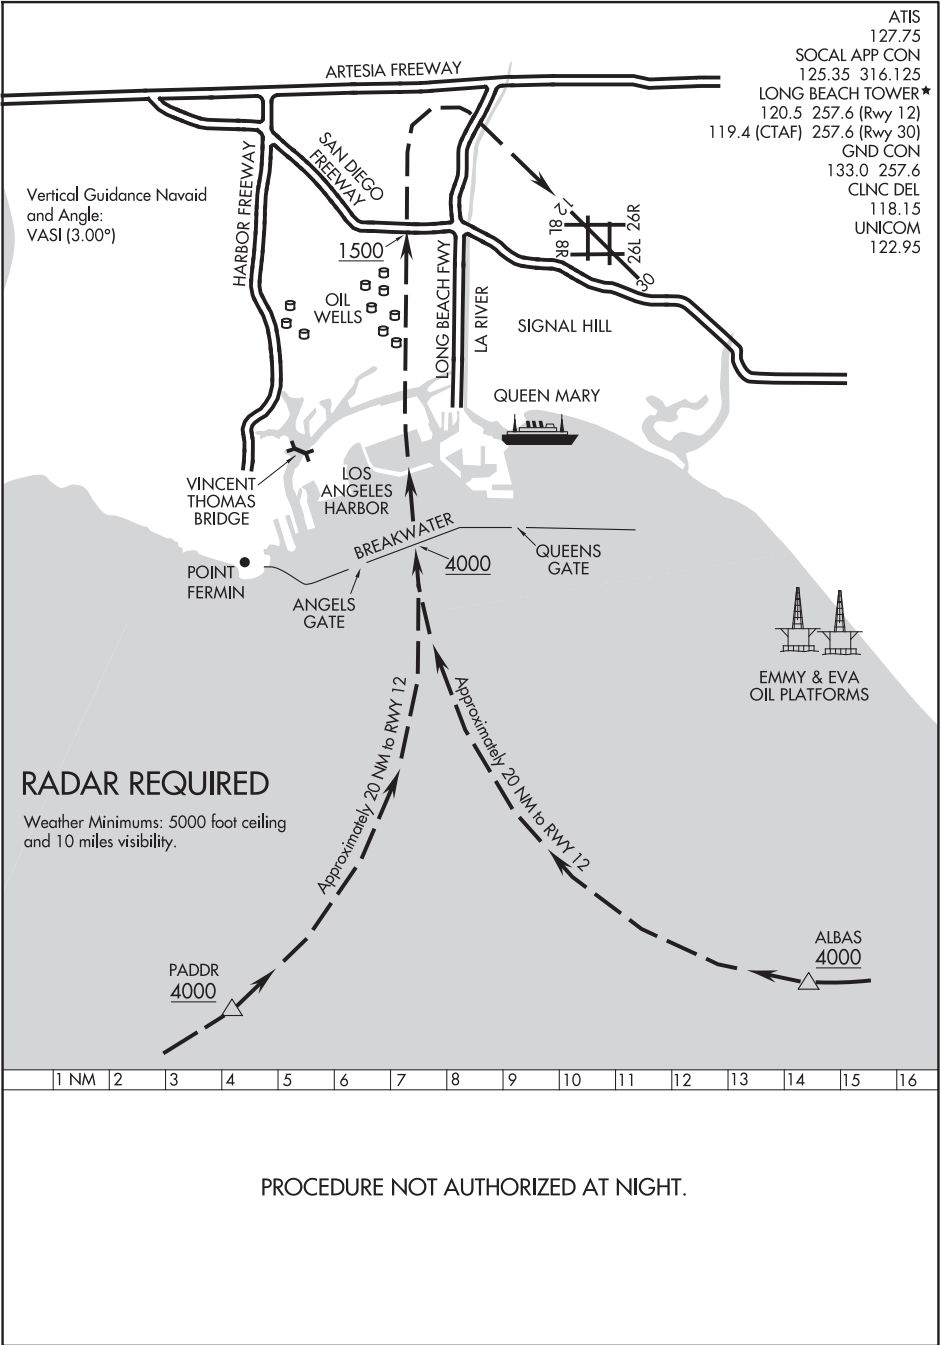 ATIS
127.75
SOCAL APP CON
125.35 316.125
LONG BEACH TOWER★
120.5 257.6 (Rwy 12)
119.4 (CTAF) 257.6 (Rwy 30)
GND CON
133.0 257.6
CLNC DEL
118.15
UNICOM
122.95
ARTESIA FREEWAY
SAN DIEGO
FREEWAY
HARBOR FREEWAY
Vertical Guidance Navaid
and Angle:
VASI (3.00°)
12
8L
8R
26R
26L
30
1500
OIL
WELLS
LONG BEACH FWY
LA RIVER
SIGNAL HILL
QUEEN MARY
VINCENT
THOMAS
BRIDGE
LOS
ANGELES
HARBOR
BREAKWATER
4000
QUEENS
GATE
POINT
FERMIN
ANGELS
GATE
EMMY & EVA
OIL PLATFORMS
Approximately 20 NM to RWY 12
Approximately 20 NM to RWY 12
RADAR REQUIRED
Weather Minimums: 5000 foot ceiling
and 10 miles visibility.
ALBAS
4000
PADDR
4000
1 NM 2 3 4 5 6 7 8 9 10 11 12 13 14 15 16
PROCEDURE NOT AUTHORIZED AT NIGHT.